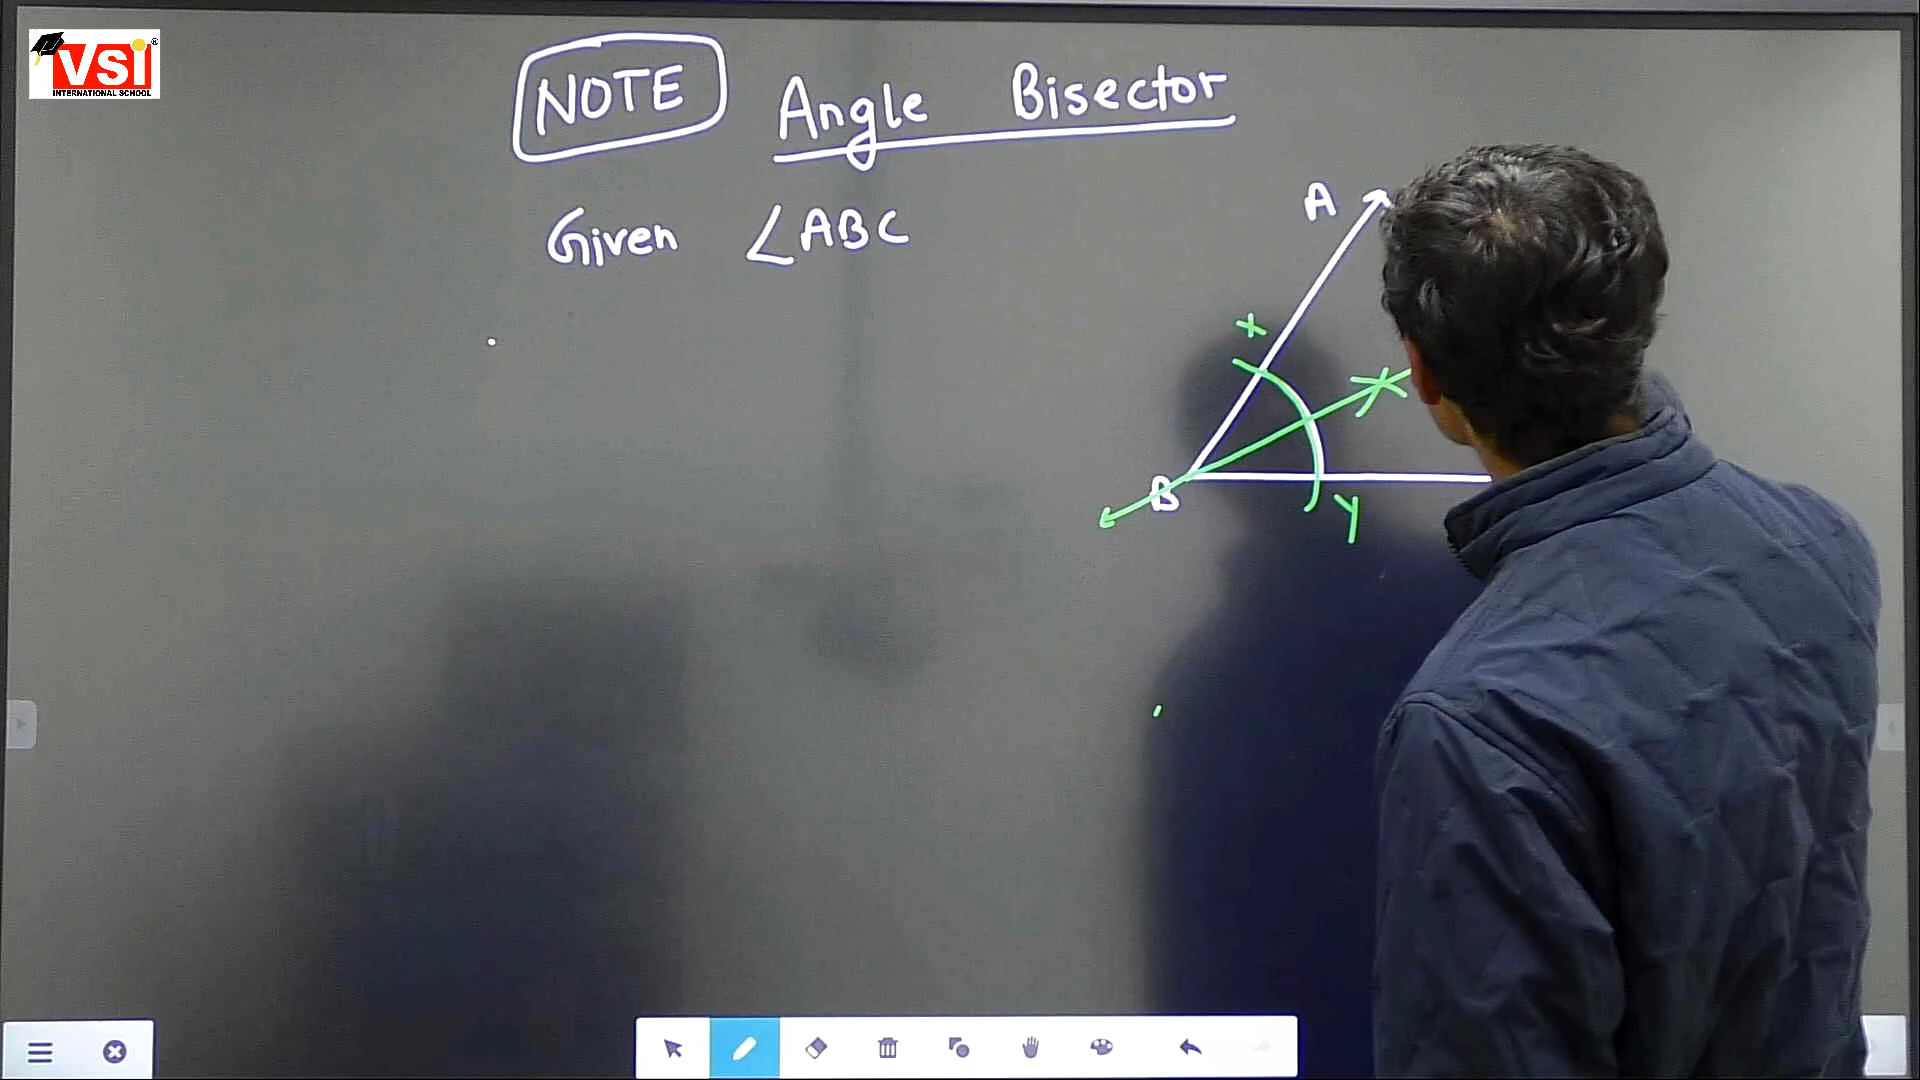 VSI
INTERNATIONAL SCHOOL
NOTE Angle Bisector
Given ∠ABC
A
X
B
Y